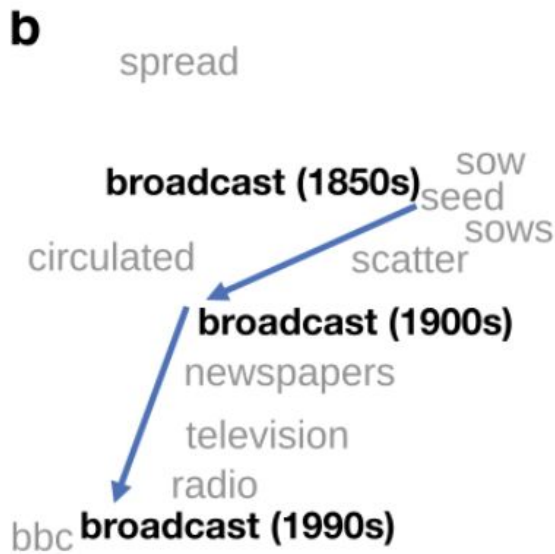 b
spread
sow
broadcast (1850s)
seed
sows
circulated
scatter
broadcast (1900s)
newspapers
television
radio
bbc broadcast (1990s)